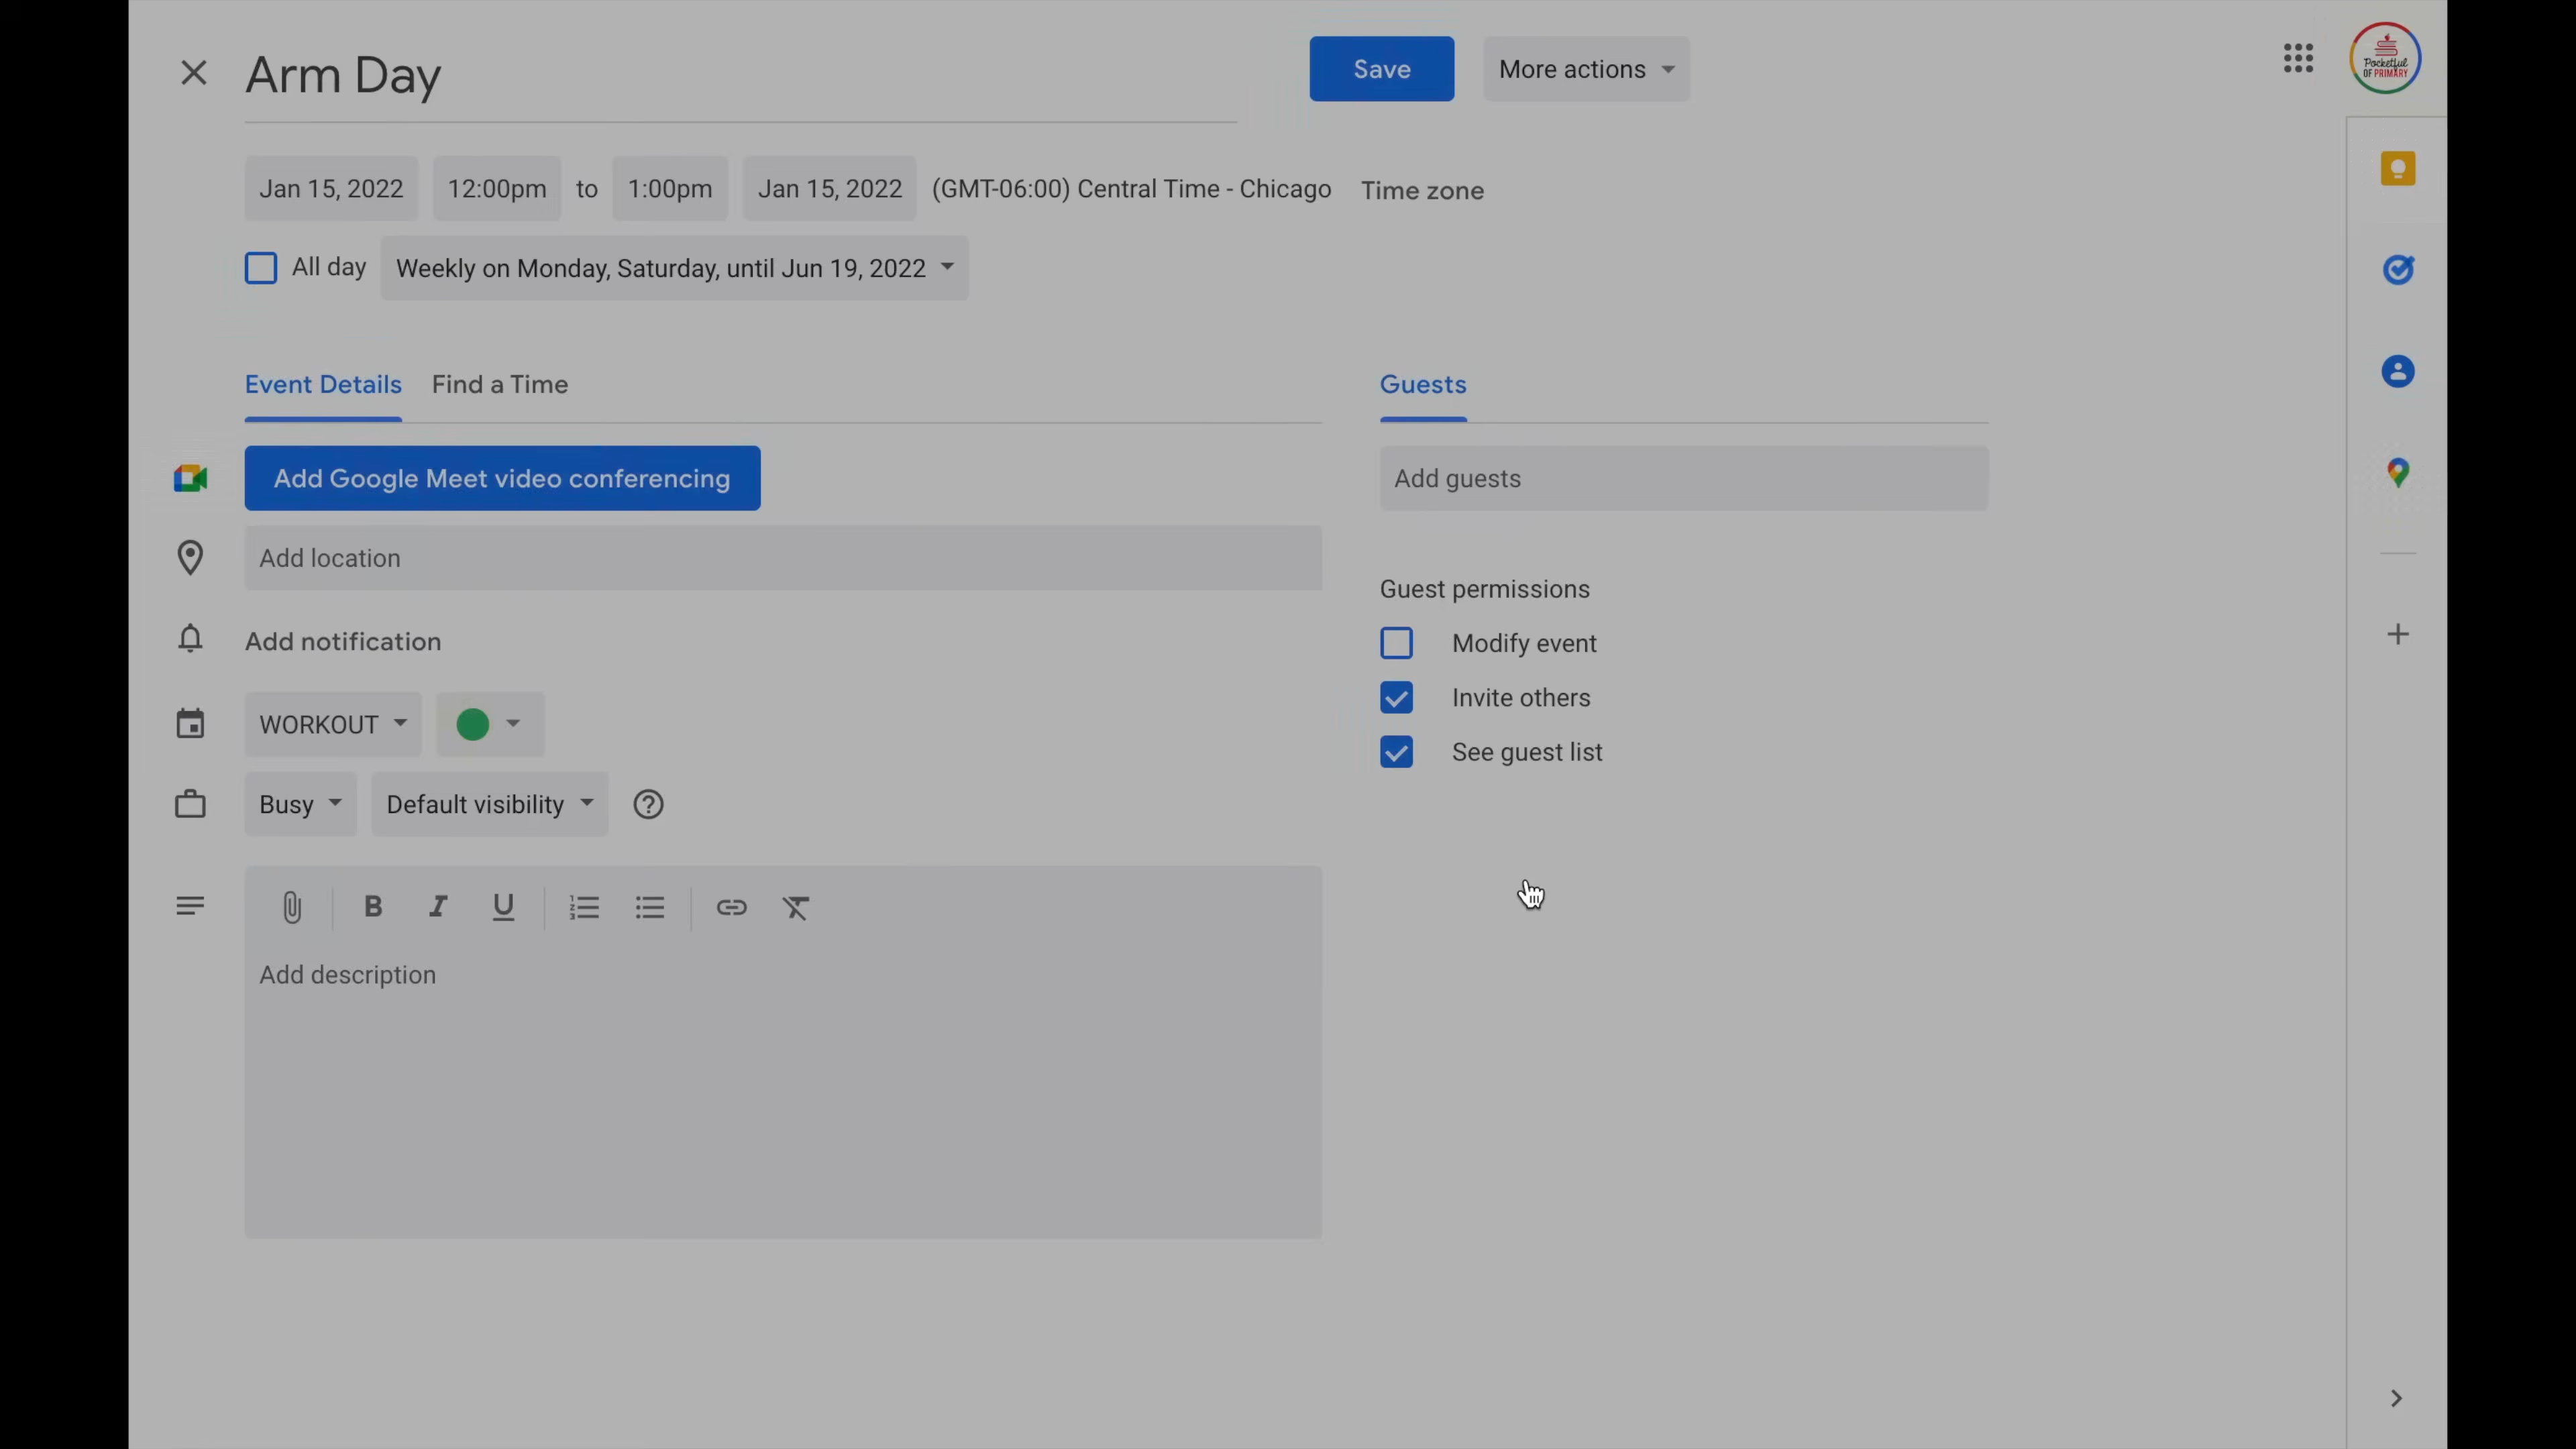 Arm Day
Save
More actions
Pocketful
OF PRIMARY
Jan 15, 2022 12:00pm to 1:00pm Jan 15, 2022 (GMT-06:00) Central Time - Chicago Time zone
All day Weekly on Monday, Saturday, until Jun 19, 2022
Event Details Find a Time
Add Google Meet video conferencing
Add location
Add notification
WORKOUT
Busy Default visibility
B I U
Add description
Guests
Add guests
Guest permissions
Modify event
Invite others
See guest list